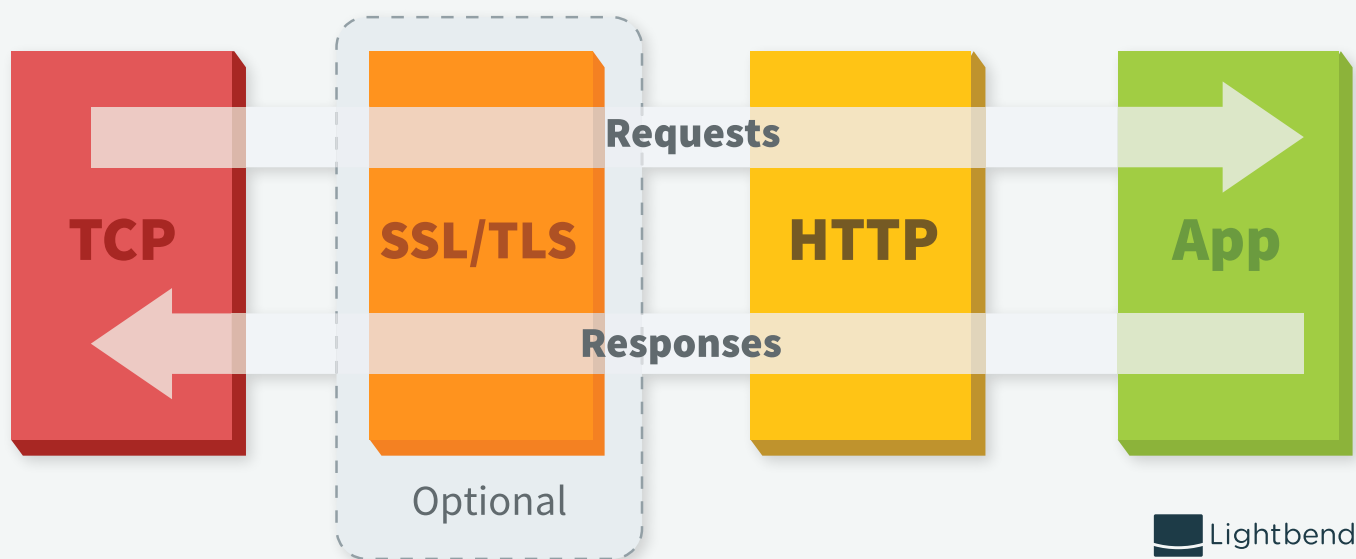 Requests
TCP
SSL/TLS
HTTP
App
Responses
Optional
Lightbend